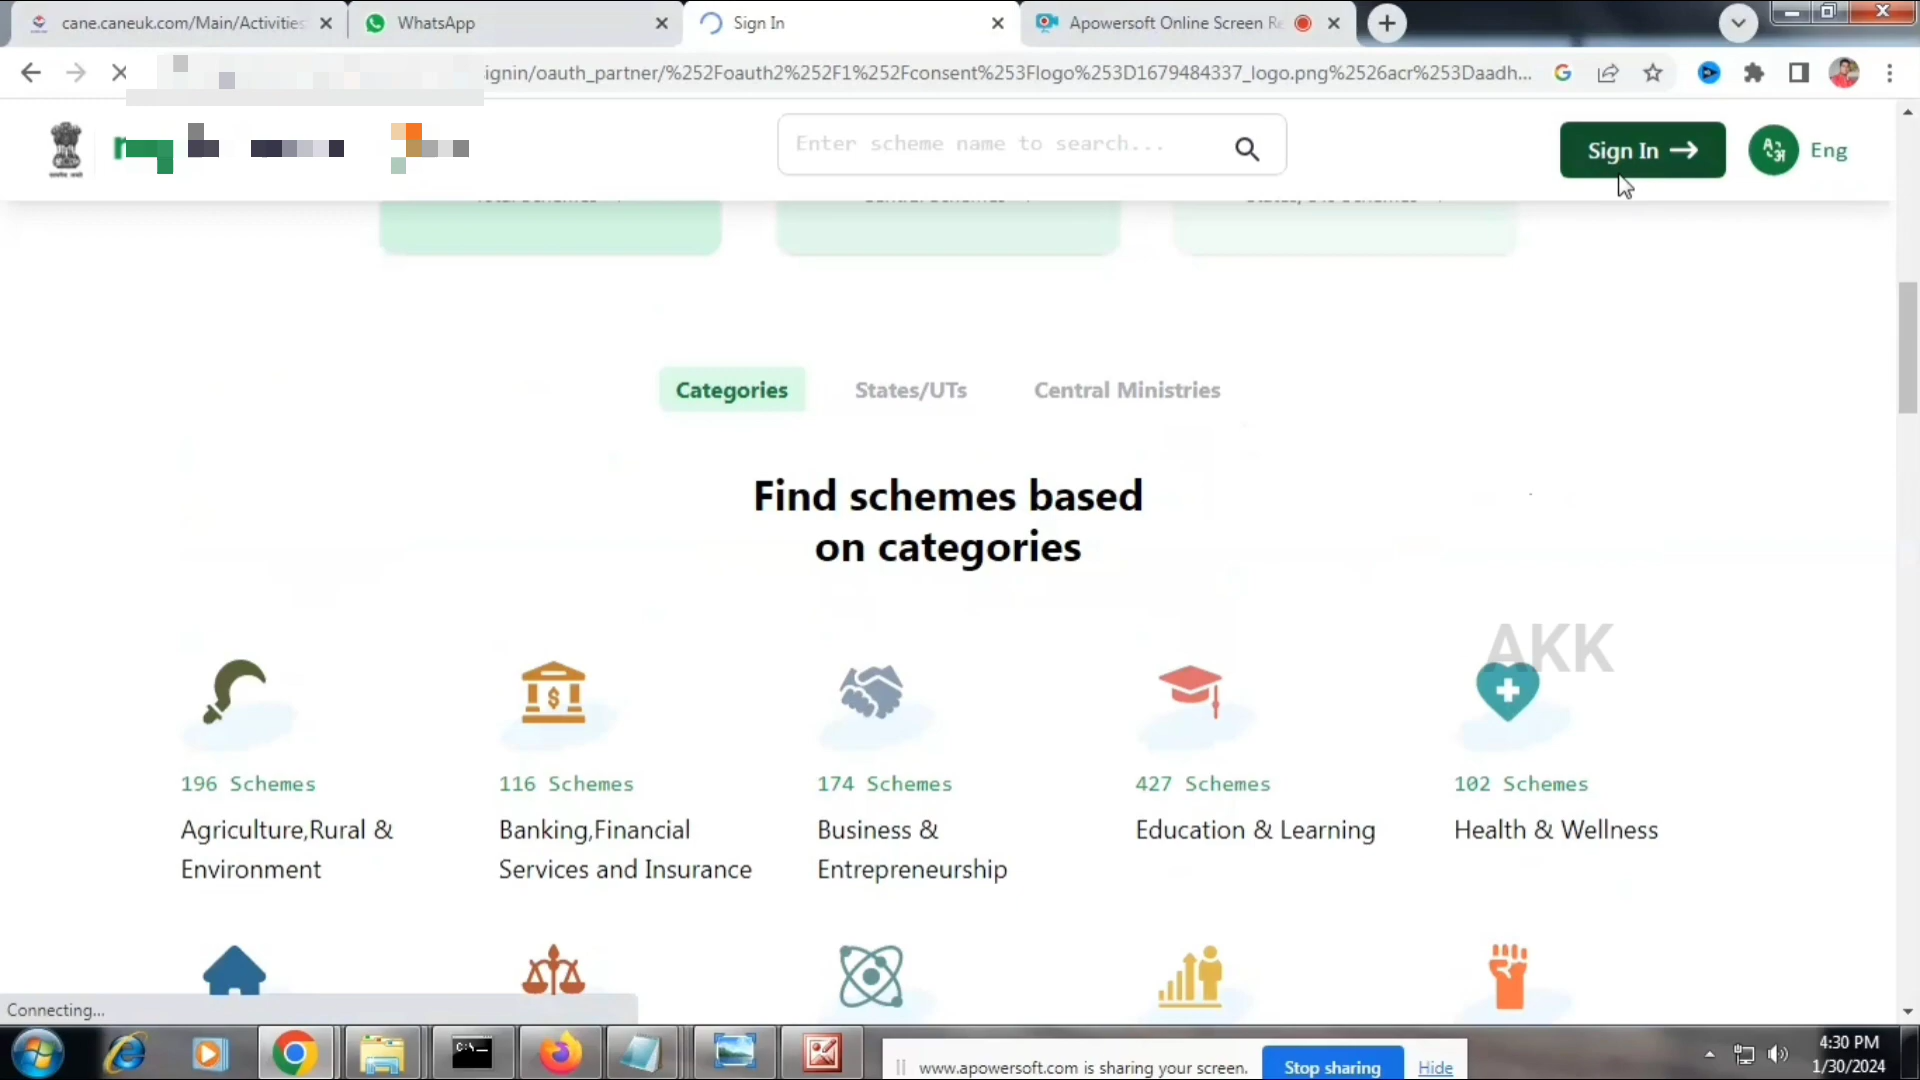 cane.caneuk.com/Main/Activities
WhatsApp
Sign In
Apowersoft Online Screen Re
ignin/oauth_partner/%252Foauth2%252F1%252Fconsent%253Flogo%253D1679484337_logo.png%2526acr%253Daadh...
Enter scheme name to search...
Sign In
Eng
Categories
States/UTs
Central Ministries
Find schemes based
on categories
AKK
196 Schemes
116 Schemes
174 Schemes
427 Schemes
102 Schemes
Agriculture,Rural &
Environment
Banking,Financial
Services and Insurance
Business &
Entrepreneurship
Education & Learning
Health & Wellness
Connecting...
www.apowersoft.com is sharing your screen.
Stop sharing
Hide
4:30 PM
1/30/2024